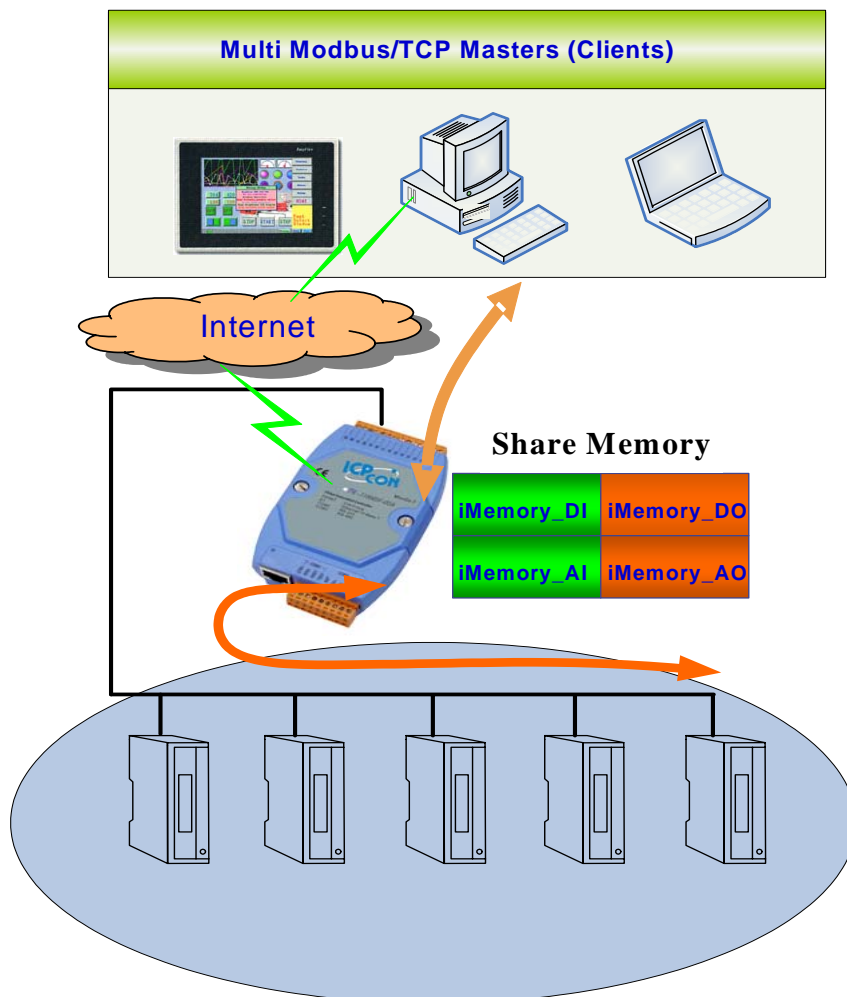 Multi Modbus/TCP Masters (Clients)
Internet
ICP
CON
Share Memory
iMemory_DI
iMemory_DO
iMemory_AI
iMemory_AO